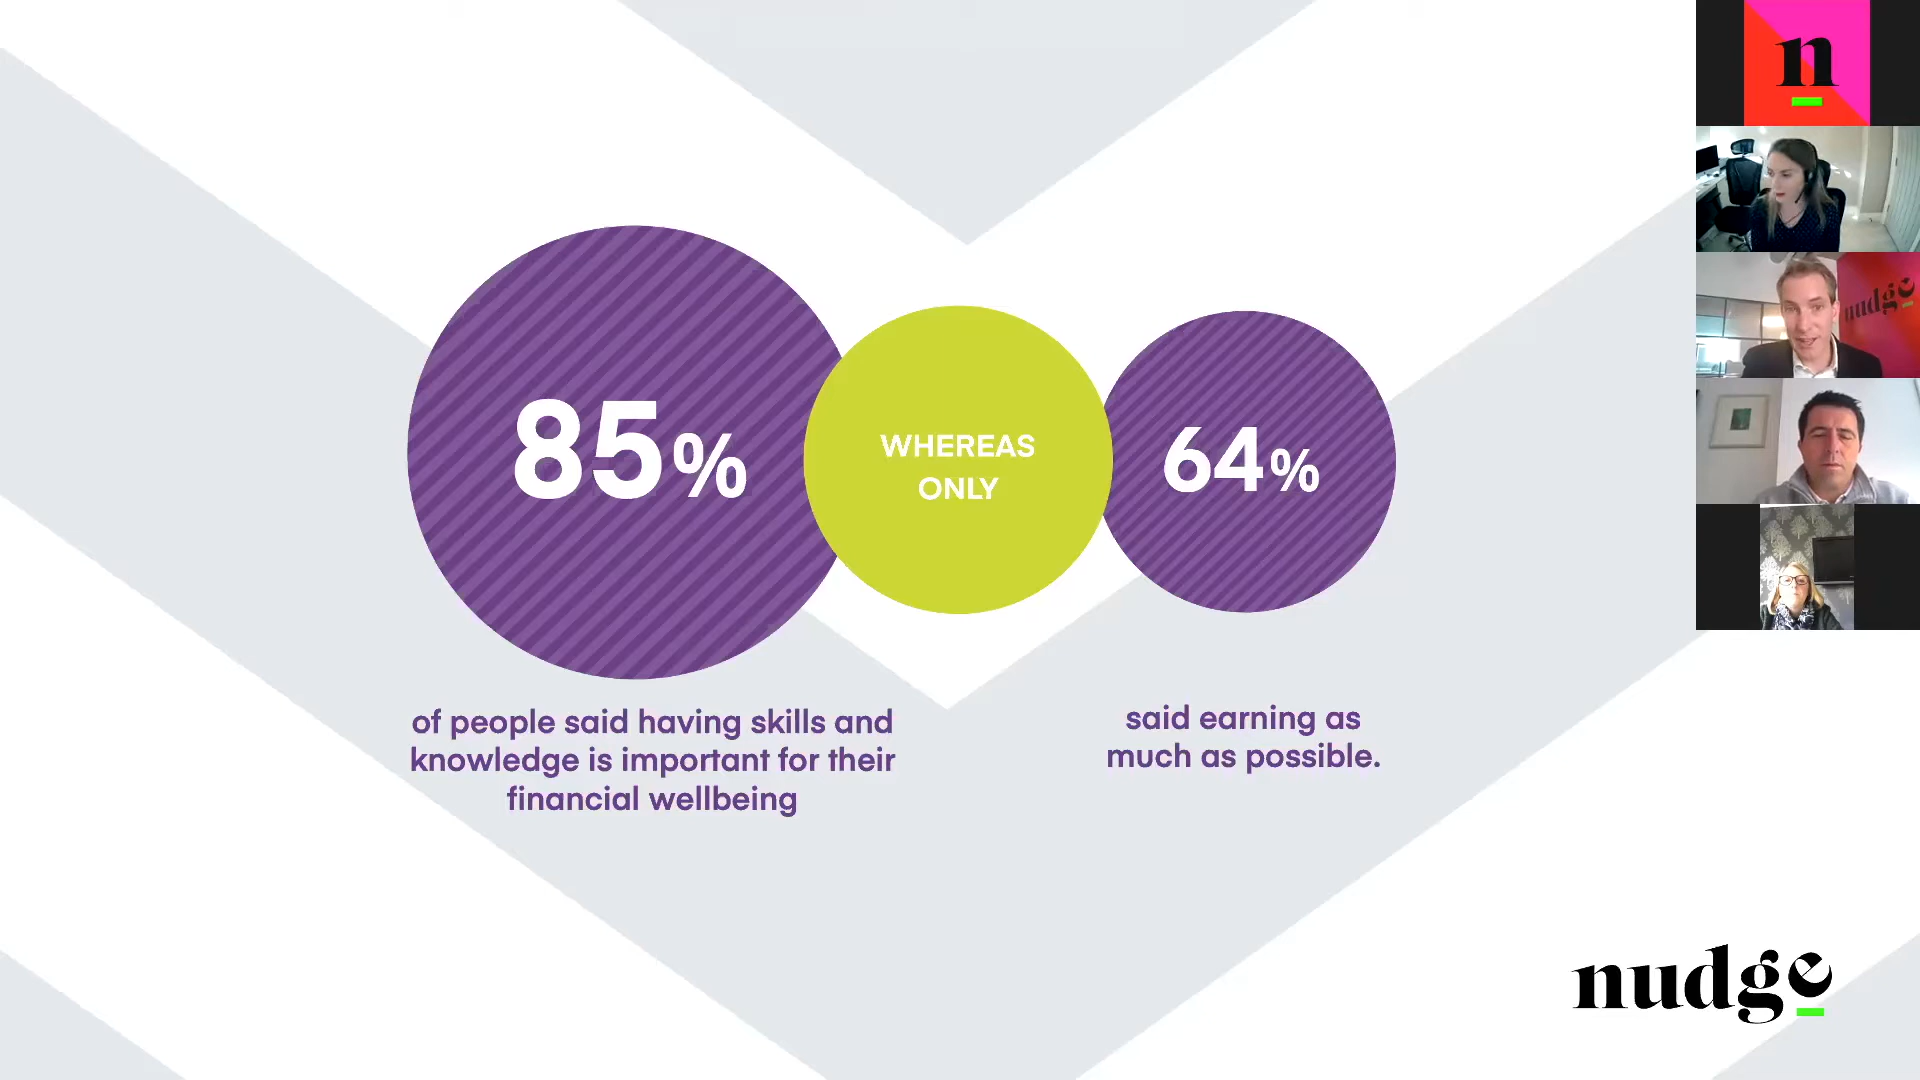 85%
WHEREAS
ONLY
64%
of people said having skills and
knowledge is important for their
financial wellbeing
said earning as
much as possible.
n
nudge
nudge